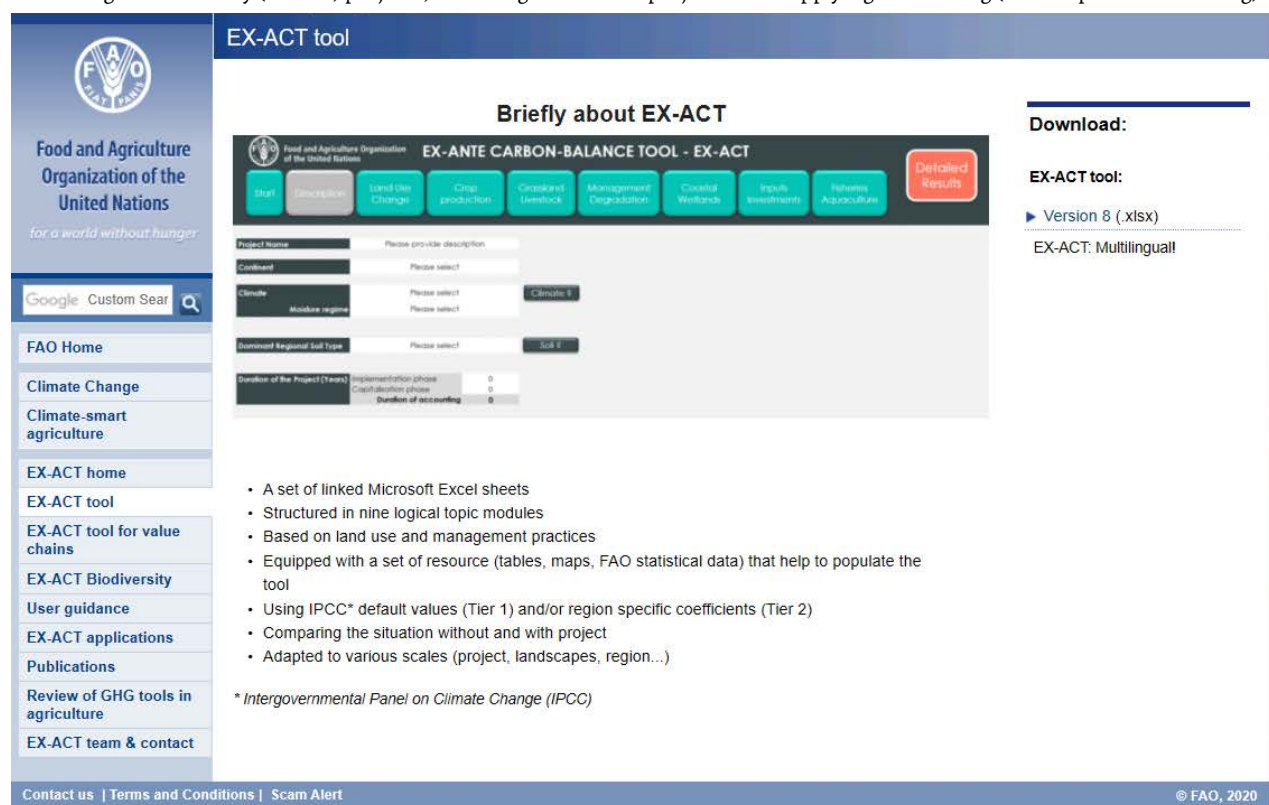 EX-ACT tool
FAO
FIAT PANIS
Food and Agriculture
Organization of the
United Nations
for a world without hunger
Google Custom Sear
FAO Home
Climate Change
Climate-smart
agriculture
EX-ACT home
EX-ACT tool
EX-ACT tool for value
chains
EX-ACT Biodiversity
User guidance
EX-ACT applications
Publications
Review of GHG tools in
agriculture
EX-ACT team & contact
Briefly about EX-ACT
Food and Agriculture Organization
of the United Nations
EX-ANTE CARBON-BALANCE TOOL - EX-ACT
Start
Description
Land Use
Change
Crop
production
Grassland
Livestock
Management
Degradation
Coastal
Wetlands
Inputs
Investments
Fisheries
Aquaculture
Detailed
Results
Project Name Please provide description
Continent Please select
Climate Please select Climate ?
Moisture regime Please select
Dominant Regional Soil Type Please select Soil ?
Duration of the Project (Years) Implementation phase 0
Capitalisation phase 0
Duration of accounting 0
• A set of linked Microsoft Excel sheets
• Structured in nine logical topic modules
• Based on land use and management practices
• Equipped with a set of resource (tables, maps, FAO statistical data) that help to populate the
tool
• Using IPCC* default values (Tier 1) and/or region specific coefficients (Tier 2)
• Comparing the situation without and with project
• Adapted to various scales (project, landscapes, region...)
* Intergovernmental Panel on Climate Change (IPCC)
Download:
EX-ACT tool:
Version 8 (.xlsx)
EX-ACT: Multilingual!
Contact us | Terms and Conditions | Scam Alert
© FAO, 2020